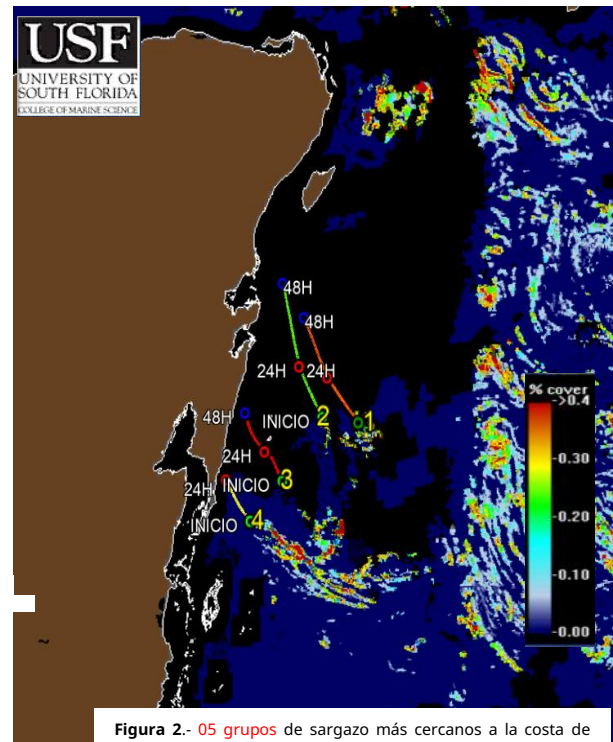 USF
UNIVERSITY OF
SOUTH FLORIDA
COLLEGE OF MARINE SCIENCE
48H
48H
24H 24H
% cover
->0.4
48H
INICIO 2
1
24H
-0.30
24H INICIO 3
INICIO 4
-0.20
-0.10
-0.00
Figura 2.- 05 grupos de sargazo más cercanos a la costa de